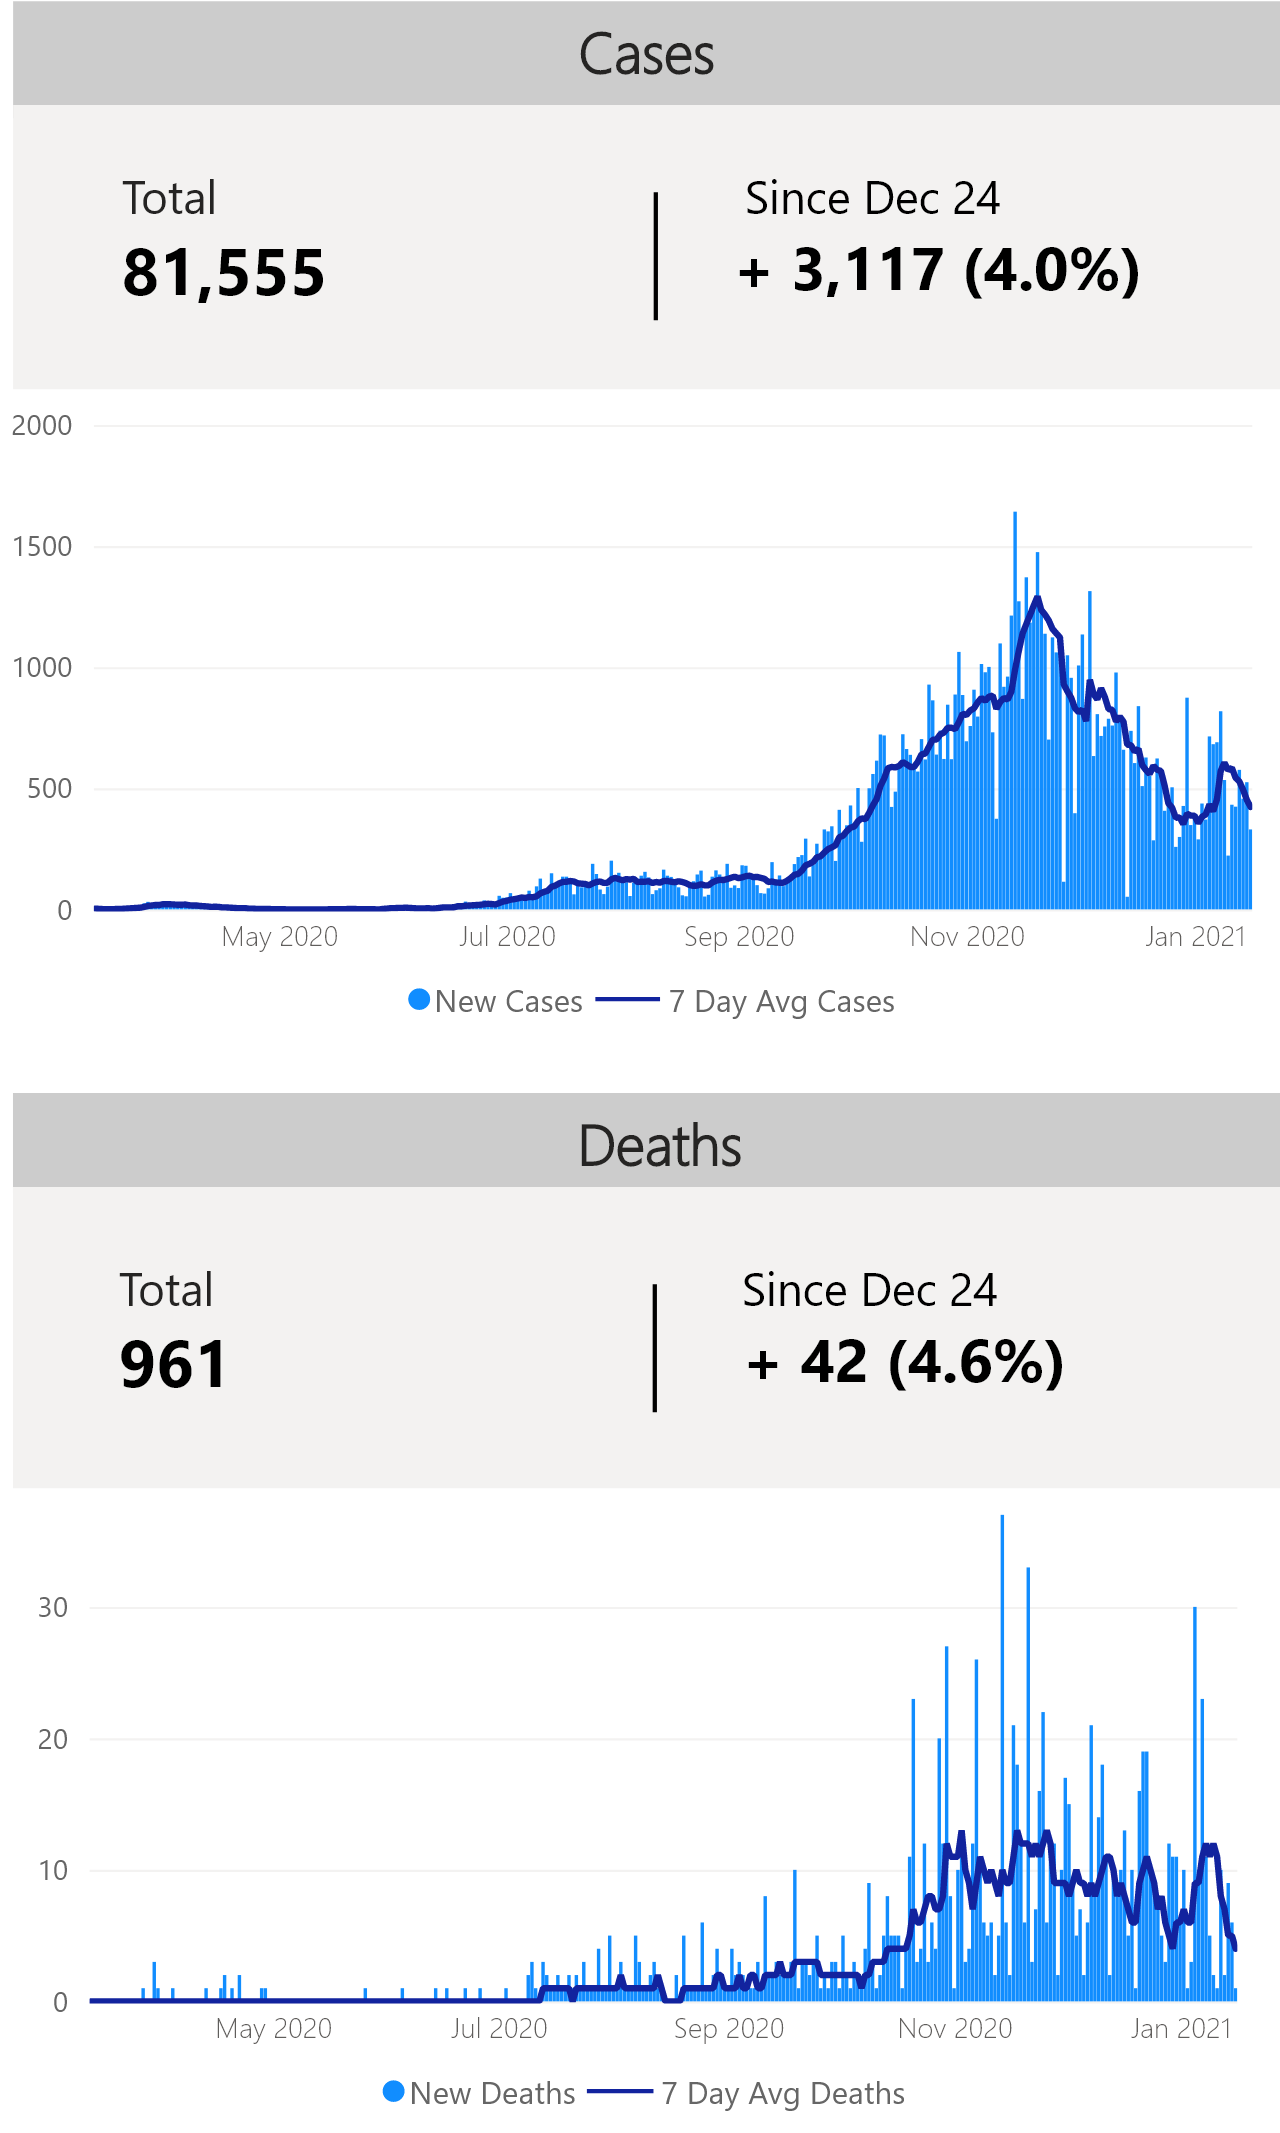 Cases
Total
Since Dec 24
81,555
+ 3,117 (4.0%)
2000
1500
1000
500
0
May 2020
Jul 2020
Sep 2020
Nov 2020
Jan 2021
New Cases
7 Day Avg Cases
Deaths
Total
Since Dec 24
961
+ 42 (4.6%)
30
20
10
0
May 2020
Jul 2020
Sep 2020
Nov 2020
Jan 2021
New Deaths
7 Day Avg Deaths